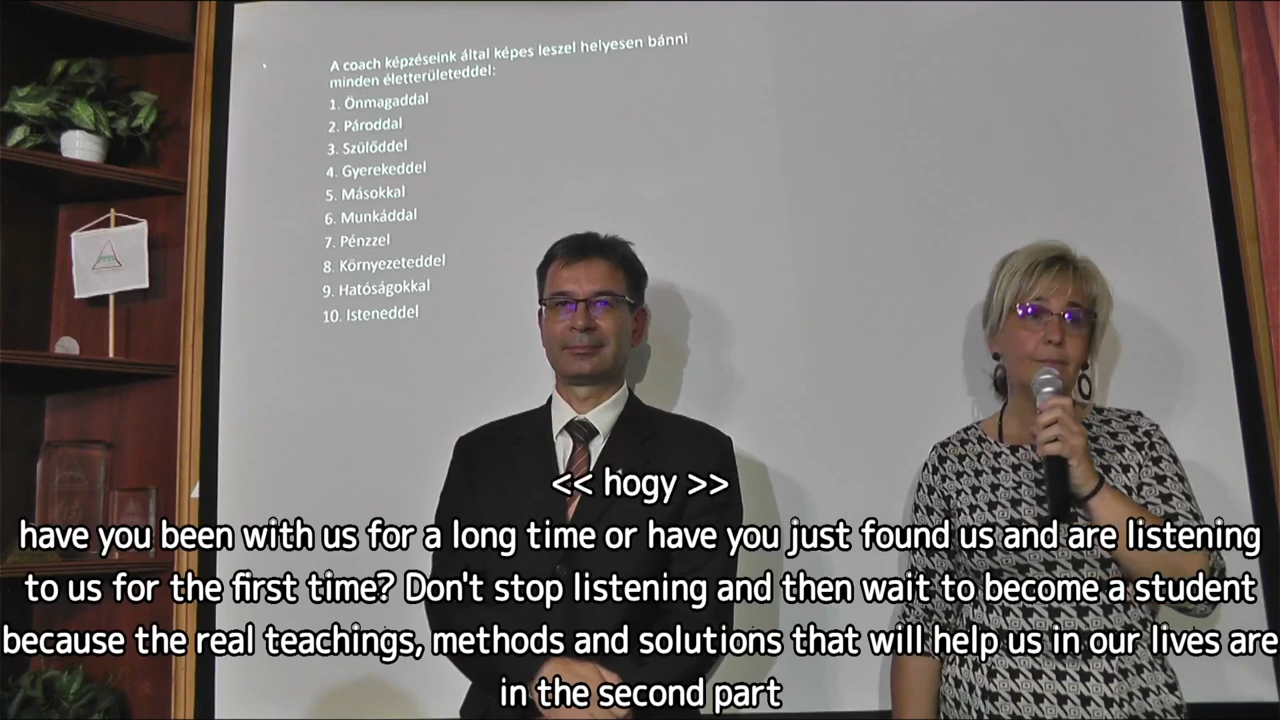 A coach képzéseink által képes leszel helyesen bánni
minden életterületeddel:
1. Önmagaddal
2. Pároddal
3. Szülőddel
4. Gyerekeddel
5. Másokkal
6. Munkáddal
7. Pénzzel
8. Környezeteddel
9. Hatóságokkal
10. Isteneddel
<< hogy >>
have you been with us for a long time or have you just found us and are listening
to us for the first time? Don't stop listening and then wait to become a student
because the real teachings, methods and solutions that will help us in our lives are
in the second part